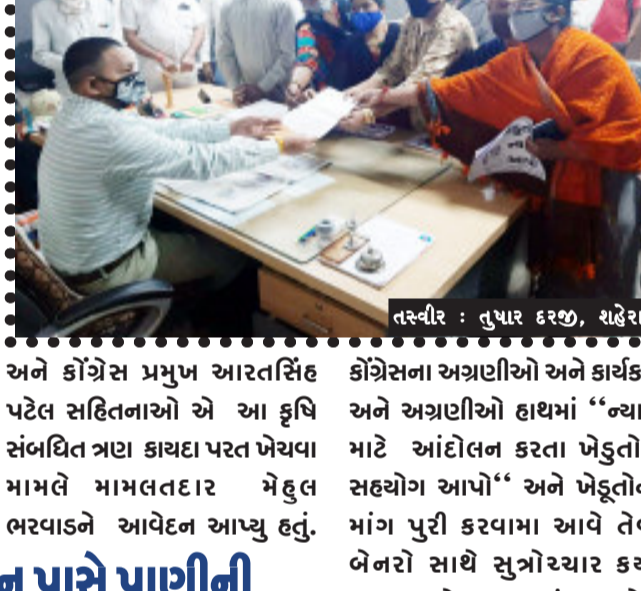 તસ્વીર : તુષાર દરજી, શહેરા
અને કોંગ્રેસ પ્રમુખ આરતસિંહ
પટેલ સહિતનાઓ એ આ કૃષિ
સંબધિત ત્રણ કાયદા પરત ખેચવા
મામલે મામલતદાર મેહુલ
ભરવાડને આવેદન આપ્યુ હતું.
ન પાસે પાણીની
કોંગ્રેસના અગ્રણીઓ અને કાર્યક
અને અગ્રણીઓ હાથમાં “ન્યા
માટે આંદોલન કરતા ખેડુતો
સહયોગ આપો“ અને ખેડૂતોન
માંગ પુરી કરવામા આવે તેવ
બેનરો સાથે સુત્રોચ્ચાર કર